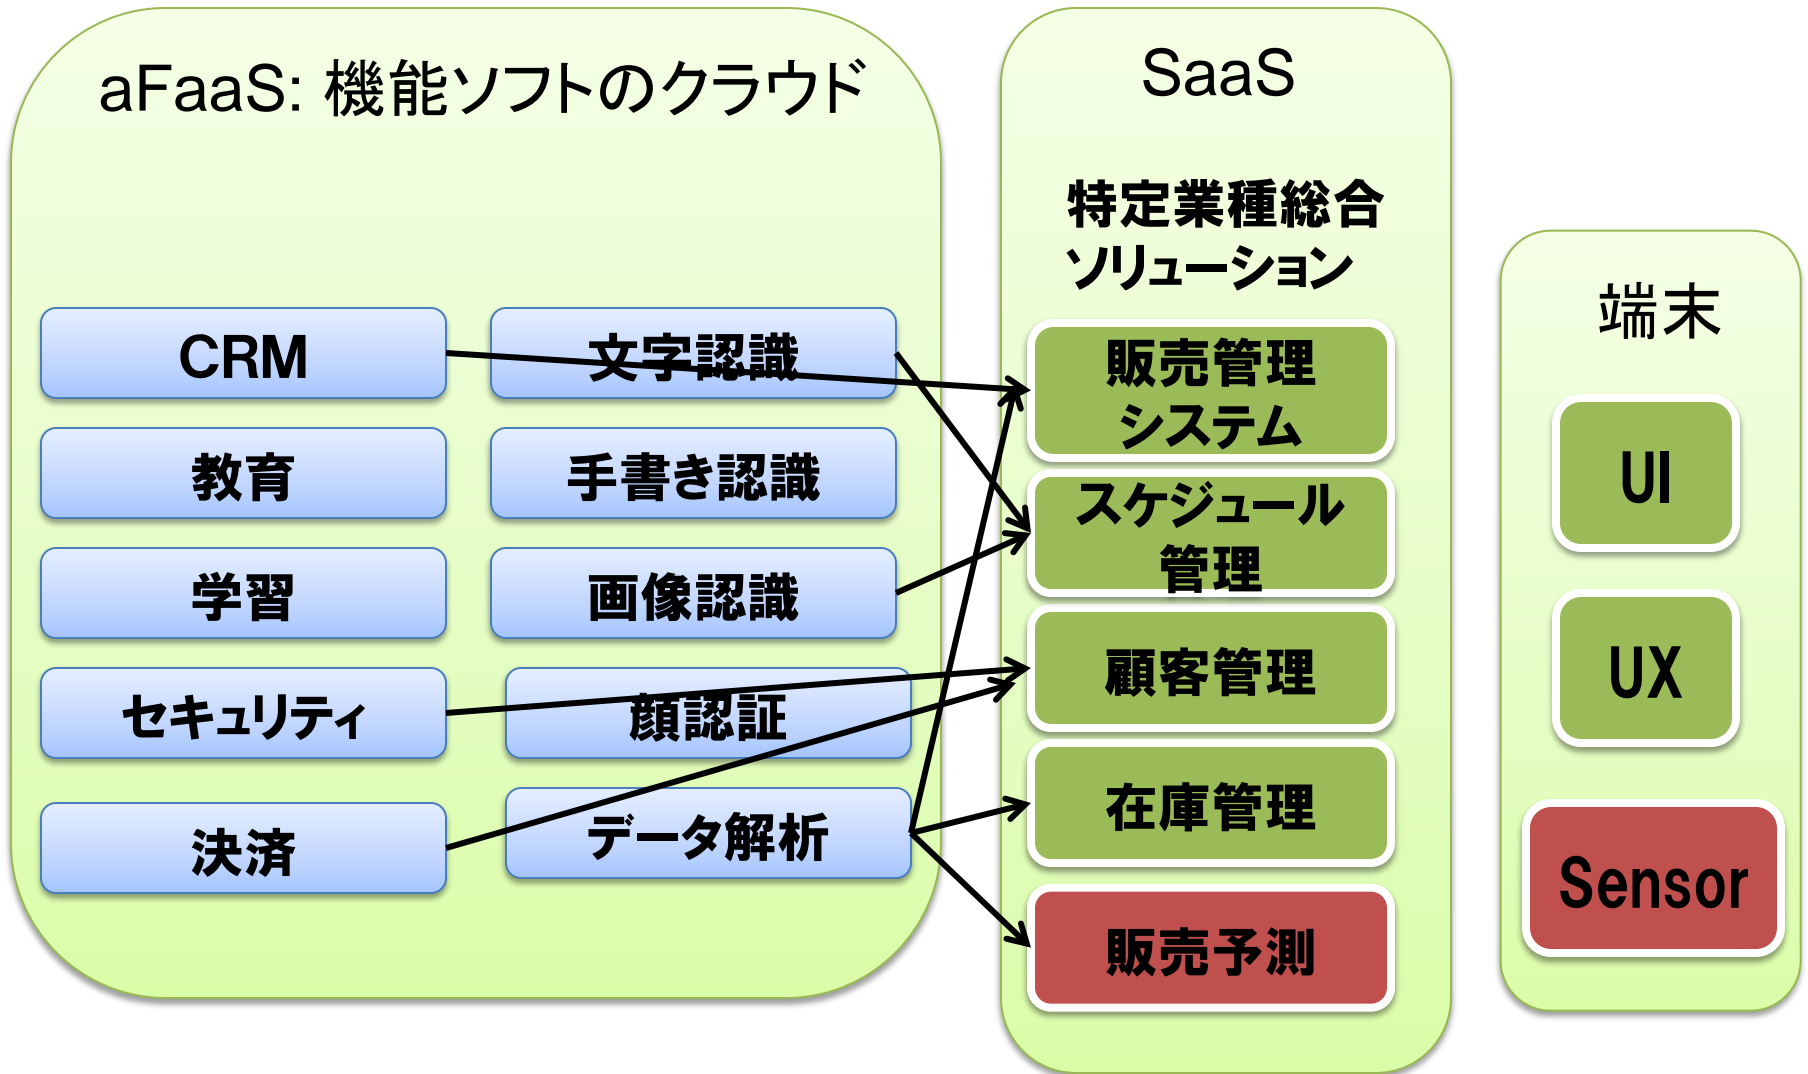 aFaaS: 機能ソフトのクラウド
CRM
文字認識
教育
手書き認識
学習
画像認識
セキュリティ
顔認証
決済
データ解析
SaaS
特定業種総合
ソリューション
販売管理
システム
スケジュール
管理
顧客管理
在庫管理
販売予測
端末
UI
UX
Sensor